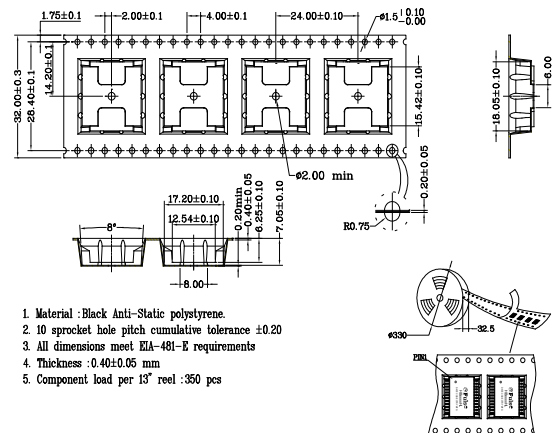 1.75±0.1
2.00±0.1
4.00±0.1
24.00±0.10
ø1.5 +0.10 -0.00
32.00±0.3
28.40±0.1
14.20±0.1
15.42±0.10
18.05±0.10
6.00
ø2.00 min
0.20±0.05
R0.75
8°
17.20±0.10
12.54±0.10
0.20min
0.40±0.05
6.25±0.10
7.05±0.10
8.00
1. Material :Black Anti-Static polystyrene.
2. 10 sprocket hole pitch cumulative tolerance ±0.20
3. All dimensions meet EIA-481-E requirements
4. Thickness :0.40±0.05 mm
5. Component load per 13" reel :350 pcs
ø330
32.5
PIN1
Pulse
Pulse